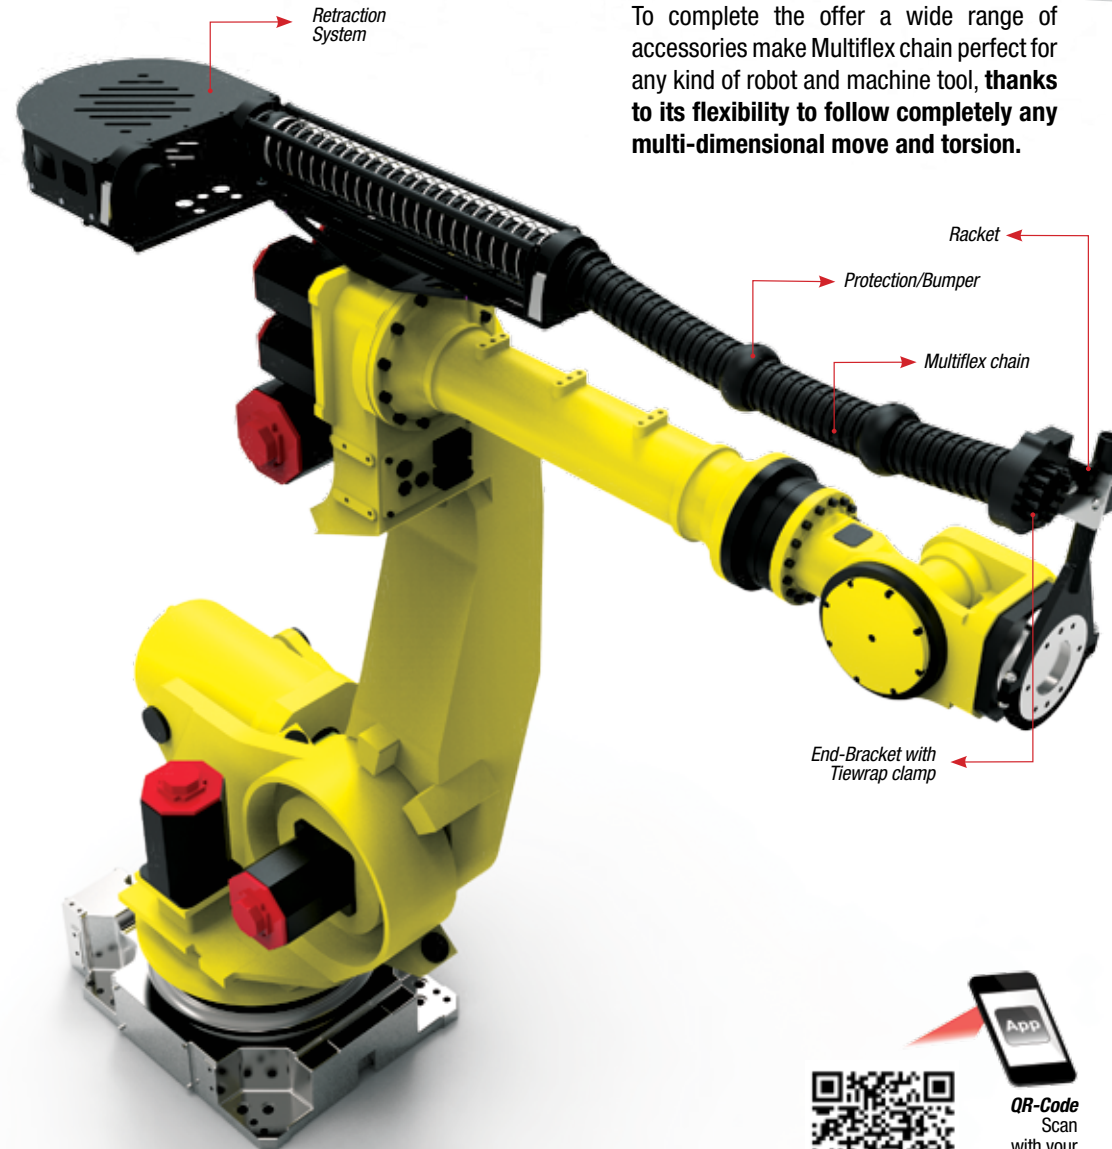 Retraction
System
To complete the offer a wide range of
accessories make Multiflex chain perfect for
any kind of robot and machine tool, thanks
to its flexibility to follow completely any
multi-dimensional move and torsion.
Racket
Protection/Bumper
Multiflex chain
End-Bracket with
Tiewrap clamp
App
QR-Code
Scan
with your